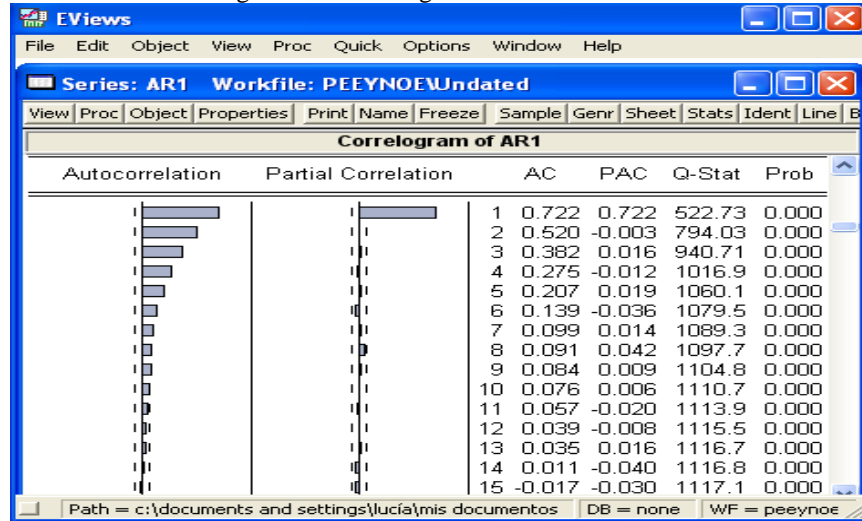 EViews
File Edit Object View Proc Quick Options Window Help
Series: AR1 Workfile: PEEYNOE\Undated
View Proc Object Properties Print Name Freeze Sample Genr Sheet Stats Ident Line B
Correlogram of AR1
Autocorrelation Partial Correlation AC PAC Q-Stat Prob
1 0.722 0.722 522.73 0.000
2 0.520 -0.003 794.03 0.000
3 0.382 0.016 940.71 0.000
4 0.275 -0.012 1016.9 0.000
5 0.207 0.019 1060.1 0.000
6 0.139 -0.036 1079.5 0.000
7 0.099 0.014 1089.3 0.000
8 0.091 0.042 1097.7 0.000
9 0.084 0.009 1104.8 0.000
10 0.076 0.006 1110.7 0.000
11 0.057 -0.020 1113.9 0.000
12 0.039 -0.008 1115.5 0.000
13 0.035 0.016 1116.7 0.000
14 0.011 -0.040 1116.8 0.000
15 -0.017 -0.030 1117.1 0.000
Path = c:\documents and settings\lucía\mis documentos DB = none WF = peeynoe